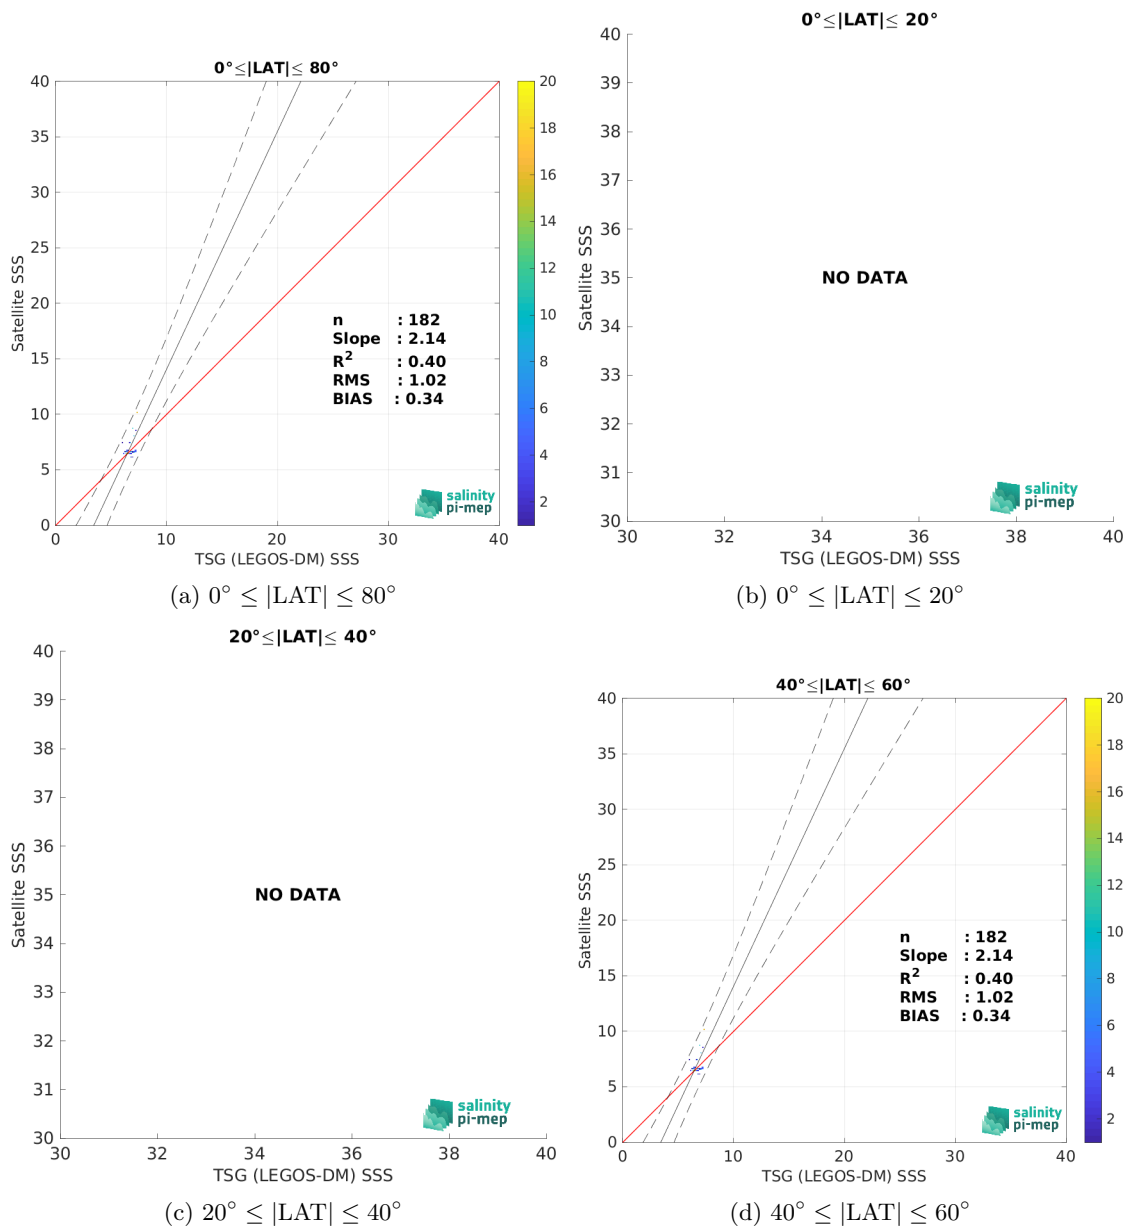 0°≤|LAT|≤ 80°
40
35
30
25
20
15
10
5
0
0
10
20
30
40
Satellite SSS
TSG (LEGOS-DM) SSS
n : 182
Slope : 2.14
R² : 0.40
RMS : 1.02
BIAS : 0.34
20
18
16
14
12
10
8
6
4
2
salinity
pi-mep
(a) 0° ≤ |LAT| ≤ 80°
0°≤|LAT|≤ 20°
40
39
38
37
36
35
34
33
32
31
30
30
32
34
36
38
40
Satellite SSS
TSG (LEGOS-DM) SSS
NO DATA
salinity
pi-mep
(b) 0° ≤ |LAT| ≤ 20°
20°≤|LAT|≤ 40°
40
39
38
37
36
35
34
33
32
31
30
30
32
34
36
38
40
Satellite SSS
TSG (LEGOS-DM) SSS
NO DATA
salinity
pi-mep
(c) 20° ≤ |LAT| ≤ 40°
40°≤|LAT|≤ 60°
40
35
30
25
20
15
10
5
0
0
10
20
30
40
Satellite SSS
TSG (LEGOS-DM) SSS
n : 182
Slope : 2.14
R² : 0.40
RMS : 1.02
BIAS : 0.34
20
18
16
14
12
10
8
6
4
2
salinity
pi-mep
(d) 40° ≤ |LAT| ≤ 60°